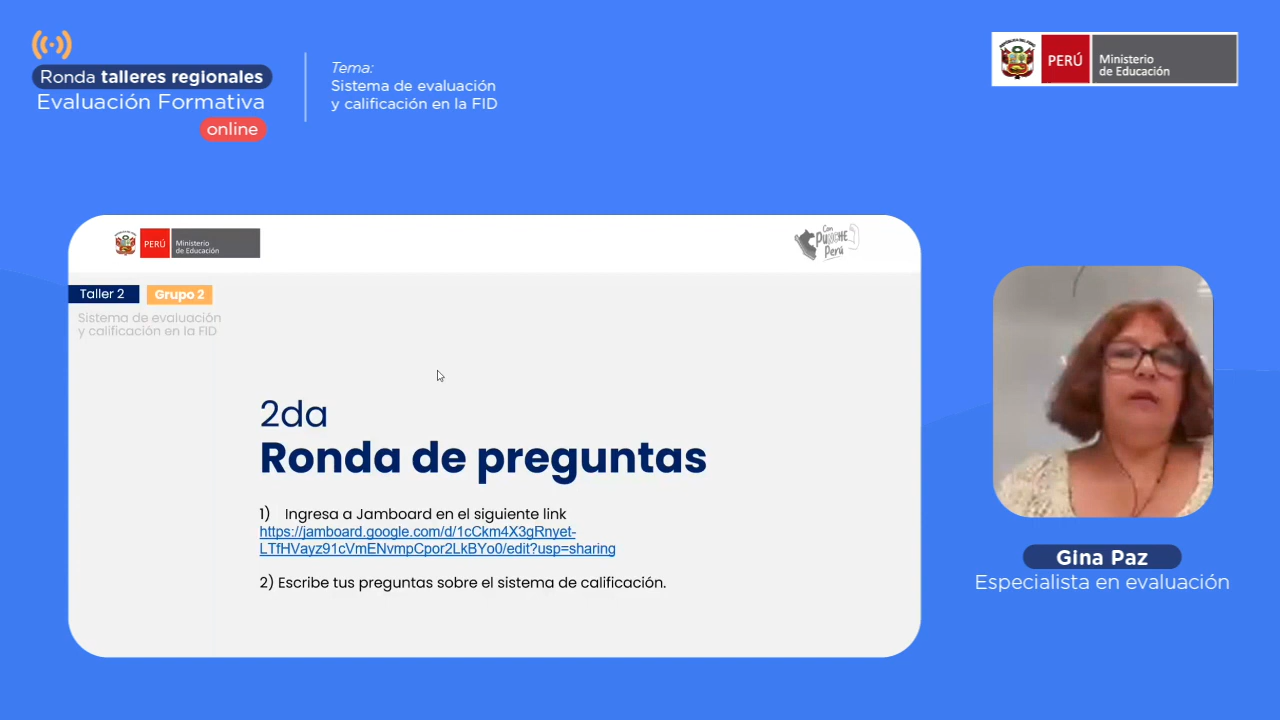 Ronda talleres regionales
Evaluación Formativa
online
Tema:
Sistema de evaluación
y calificación en la FID
PERÚ
Ministerio
de Educación
PERÚ
Ministerio
de Educación
Con
PUNCHE
Perú
Taller 2
Grupo 2
Sistema de evaluación
y calificación en la FID
2da
Ronda de preguntas
1) Ingresa a Jamboard en el siguiente link
https://jamboard.google.com/d/1cCkm4X3gRnyet-
LTfHVayz91cVmENvmpCpor2LkBYo0/edit?usp=sharing
2) Escribe tus preguntas sobre el sistema de calificación.
Gina Paz
Especialista en evaluación